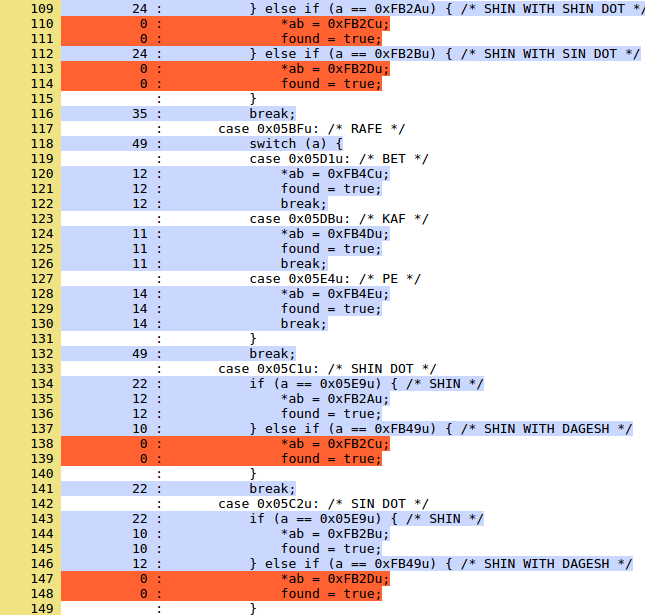 109 24 : } else if (a == 0xFB2Au) { /* SHIN WITH SHIN DOT */
110 0 : *ab = 0xFB2Cu;
111 0 : found = true;
112 24 : } else if (a == 0xFB2Bu) { /* SHIN WITH SIN DOT */
113 0 : *ab = 0xFB2Du;
114 0 : found = true;
115 : }
116 35 : break;
117 : case 0x05BFu: /* RAFE */
118 49 : switch (a) {
119 : case 0x05D1u: /* BET */
120 12 : *ab = 0xFB4Cu;
121 12 : found = true;
122 12 : break;
123 : case 0x05DBu: /* KAF */
124 11 : *ab = 0xFB4Du;
125 11 : found = true;
126 11 : break;
127 : case 0x05E4u: /* PE */
128 14 : *ab = 0xFB4Eu;
129 14 : found = true;
130 14 : break;
131 : }
132 49 : break;
133 : case 0x05C1u: /* SHIN DOT */
134 22 : if (a == 0x05E9u) { /* SHIN */
135 12 : *ab = 0xFB2Au;
136 12 : found = true;
137 10 : } else if (a == 0xFB49u) { /* SHIN WITH DAGESH */
138 0 : *ab = 0xFB2Cu;
139 0 : found = true;
140 : }
141 22 : break;
142 : case 0x05C2u: /* SIN DOT */
143 22 : if (a == 0x05E9u) { /* SHIN */
144 10 : *ab = 0xFB2Bu;
145 10 : found = true;
146 12 : } else if (a == 0xFB49u) { /* SHIN WITH DAGESH */
147 0 : *ab = 0xFB2Du;
148 0 : found = true;
149 : }